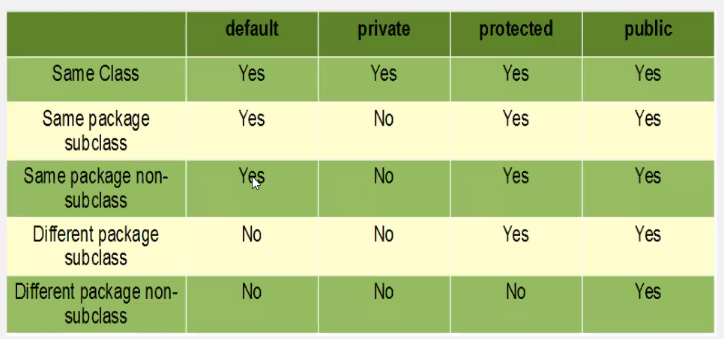 default private protected public
Same Class Yes Yes Yes Yes
Same package
subclass Yes No Yes Yes
Same package non-
subclass Yes No Yes Yes
Different package
subclass No No Yes Yes
Different package non-
subclass No No No Yes